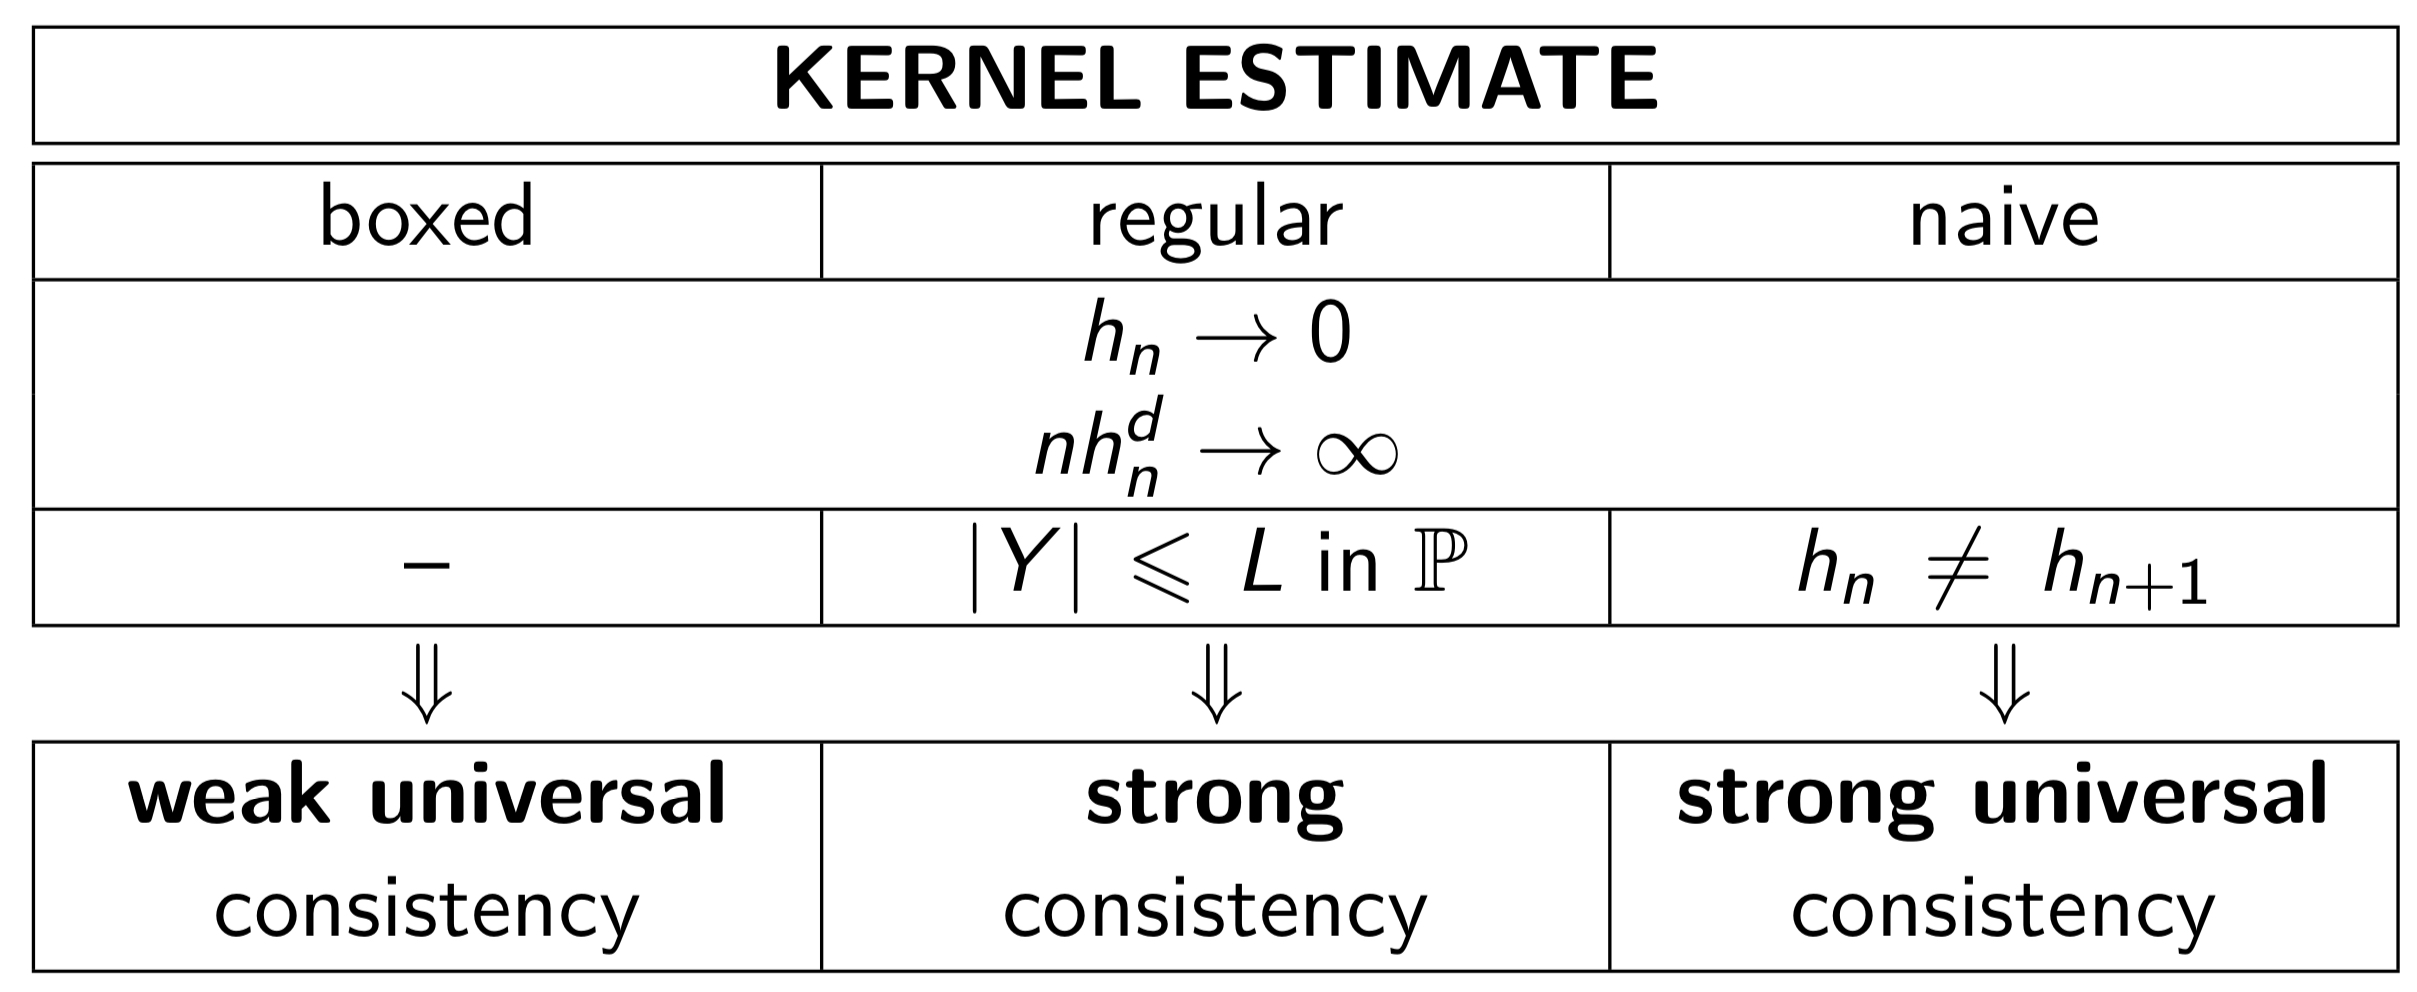 KERNEL ESTIMATE
boxed regular naive
hₙ → 0
nhₙᵈ → ∞
– |Y| ⩽ L in ℙ hₙ ≠ hₙ₊₁
⇓ ⇓ ⇓
weak universal strong strong universal
consistency consistency consistency